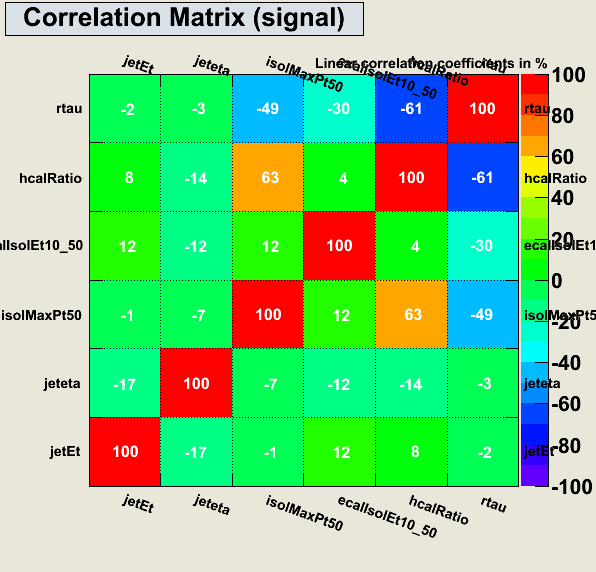 Correlation Matrix (signal)
Linear correlation coefficients in %
jetEt jeteta isolMaxPt50 ecalIsolEt10_50 hcalRatio rtau
rtau -2 -3 -49 -30 -61 100 rtau
hcalRatio 8 -14 63 4 100 -61 hcalRatio
alIsolEt10_50 12 -12 12 100 4 -30 ecalIsolEt1
isolMaxPt50 -1 -7 100 12 63 -49 isolMaxPt5
jeteta -17 100 -7 -12 -14 -3 jeteta
jetEt 100 -17 -1 12 8 -2 jetEt
jetEt jeteta isolMaxPt50 ecalIsolEt10_50 hcalRatio rtau
100
80
60
40
20
0
-20
-40
-60
-80
-100